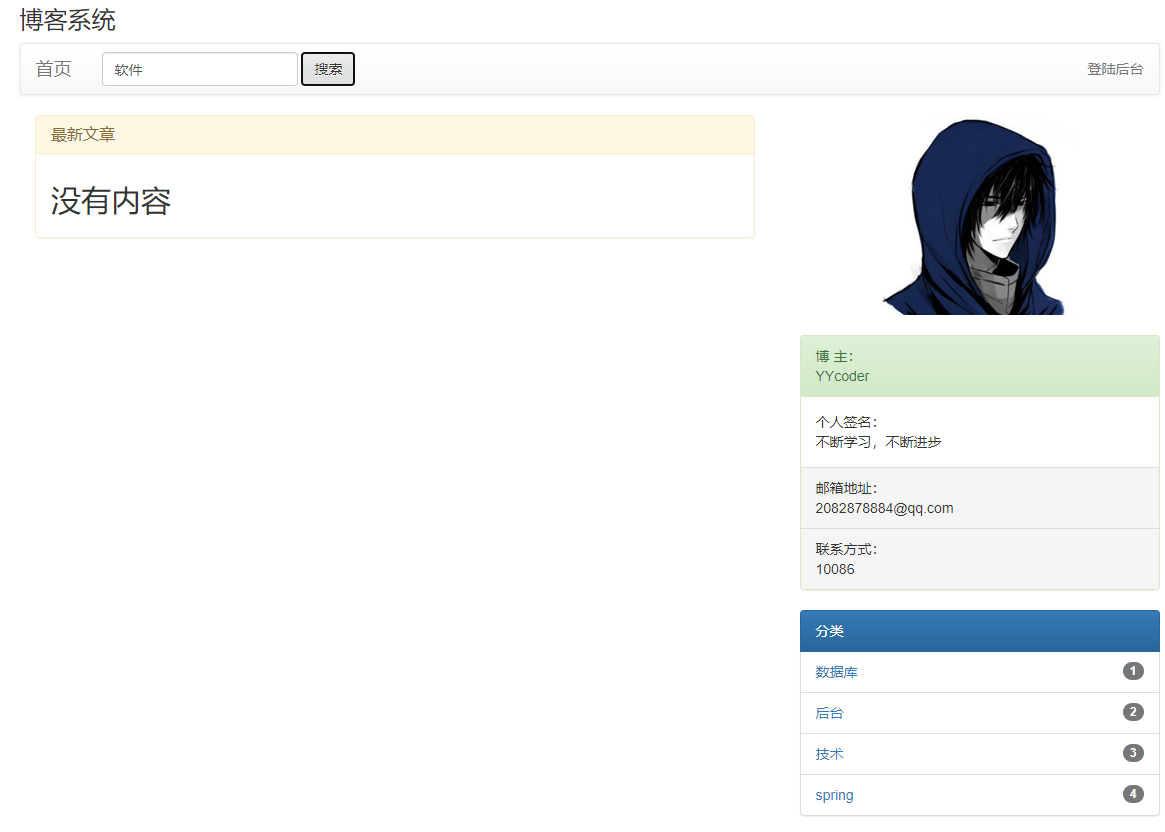 博客系统
首页 软件 搜索 登陆后台
最新文章
没有内容
博 主：
YYcoder
个人签名：
不断学习，不断进步
邮箱地址：
2082878884@qq.com
联系方式：
10086
分类
数据库 1
后台 2
技术 3
spring 4